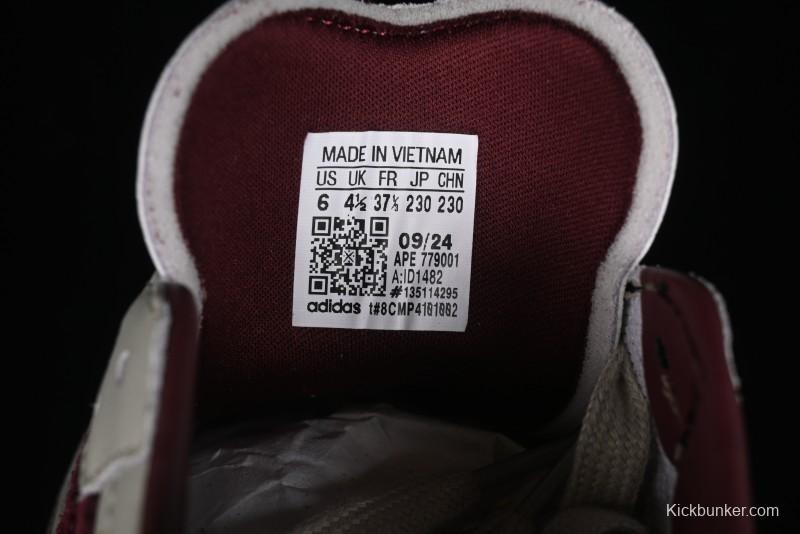 MADE IN VIETNAM
US UK FR JP CHN
6 4½ 37⅓ 230 230
09/24
APE 779001
A:ID1482
#135114295
adidas t#8CMP4101002
Kickbunker.com